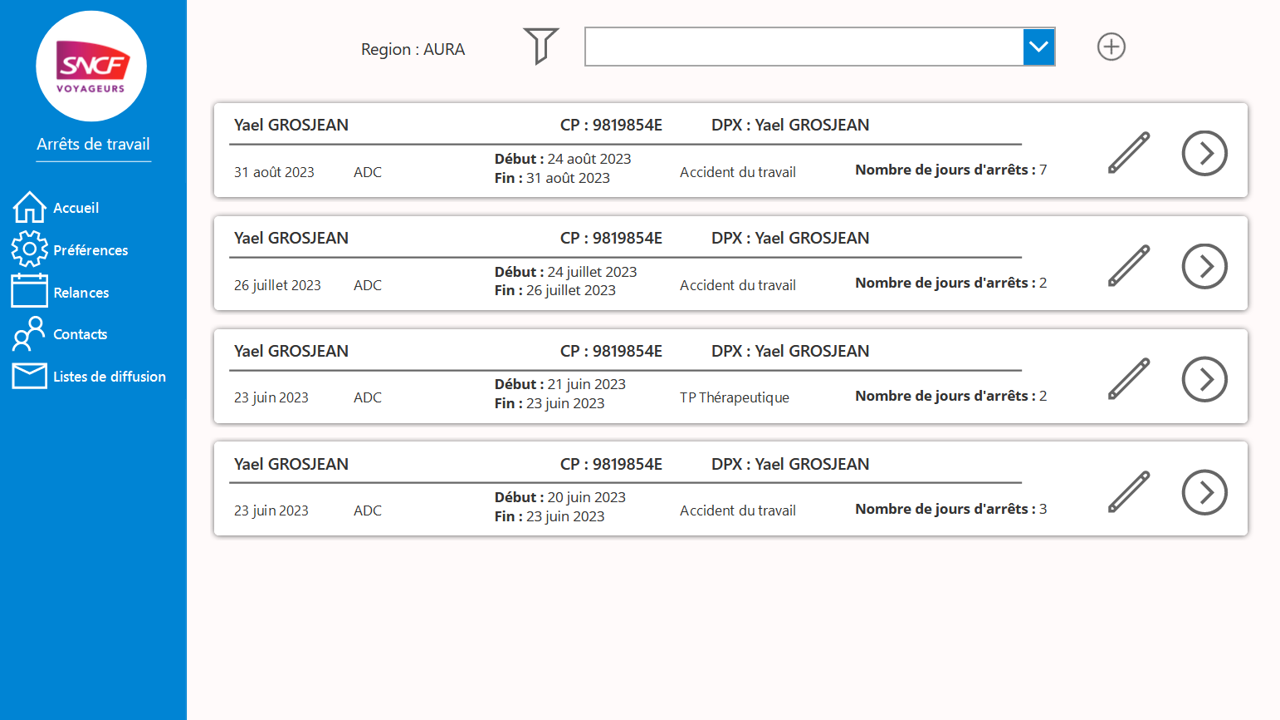 SNCF
VOYAGEURS
Arrêts de travail
Accueil
Préférences
Relances
Contacts
Listes de diffusion
Region : AURA
Yael GROSJEAN CP : 9819854E DPX : Yael GROSJEAN
31 août 2023 ADC Début : 24 août 2023 Accident du travail Nombre de jours d'arrêts : 7
Fin : 31 août 2023
Yael GROSJEAN CP : 9819854E DPX : Yael GROSJEAN
26 juillet 2023 ADC Début : 24 juillet 2023 Accident du travail Nombre de jours d'arrêts : 2
Fin : 26 juillet 2023
Yael GROSJEAN CP : 9819854E DPX : Yael GROSJEAN
23 juin 2023 ADC Début : 21 juin 2023 TP Thérapeutique Nombre de jours d'arrêts : 2
Fin : 23 juin 2023
Yael GROSJEAN CP : 9819854E DPX : Yael GROSJEAN
23 juin 2023 ADC Début : 20 juin 2023 Accident du travail Nombre de jours d'arrêts : 3
Fin : 23 juin 2023